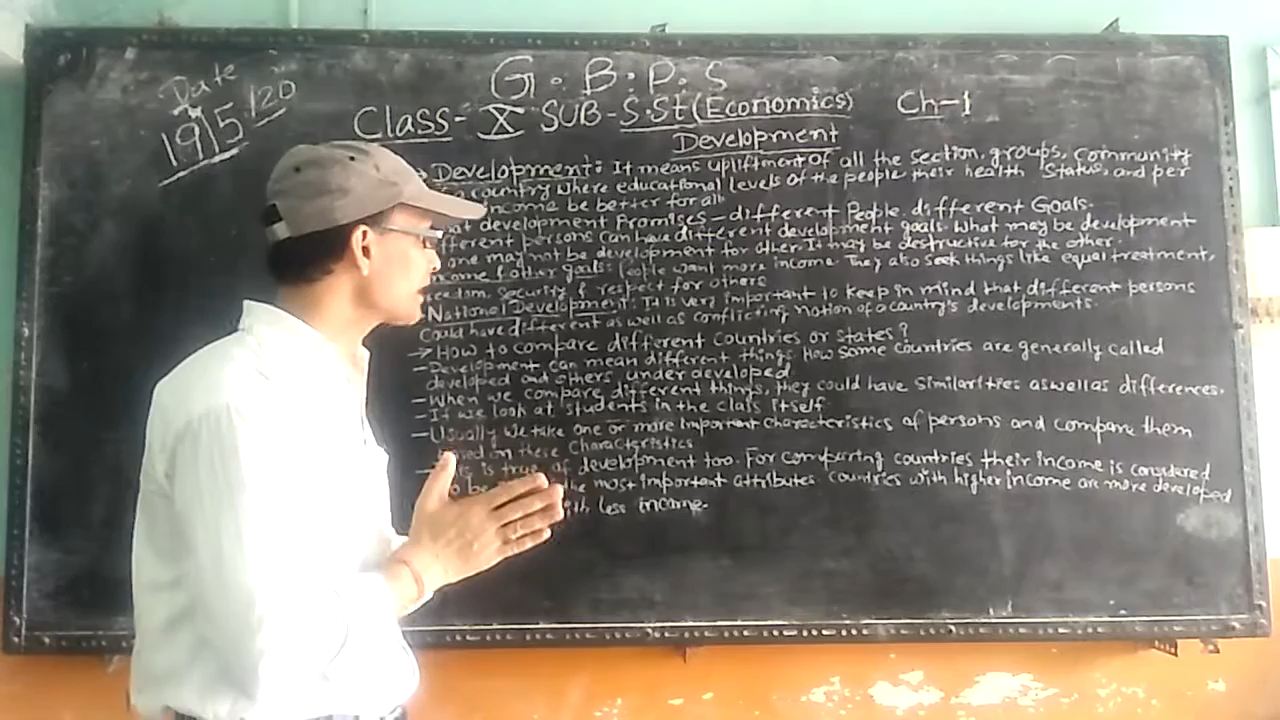 Date
19/5/20
G.B.P.S
Class-X SUB-S.St(Economics) Ch-1
Development
Development: It means upliftment of all the section, groups, community
country where educational levels of the people their health status, and per
income be better for all
development Promises - different People, different Goals.
persons can have different development goals. What may be development
one may not be development for other. It may be destructive for the other.
& other goals: People want more income. They also seek things like equal treatment,
security & respect for others
National Development: very important to keep in mind that different persons
Could have different as well as conflicting notion of a country's developments.
→ How to compare different Countries or states?
- Development can mean different things. How some countries are generally called
developed and others under developed
- When we compare different things, they could have similarities aswellas differences.
- If we look at students in the class itself
- Usually we take one or more important characteristics of persons and compare them
on these characteristics
is true of development too. For comparing countries their income is considered
be the most important attributes. countries with higher income are more developed
less income.